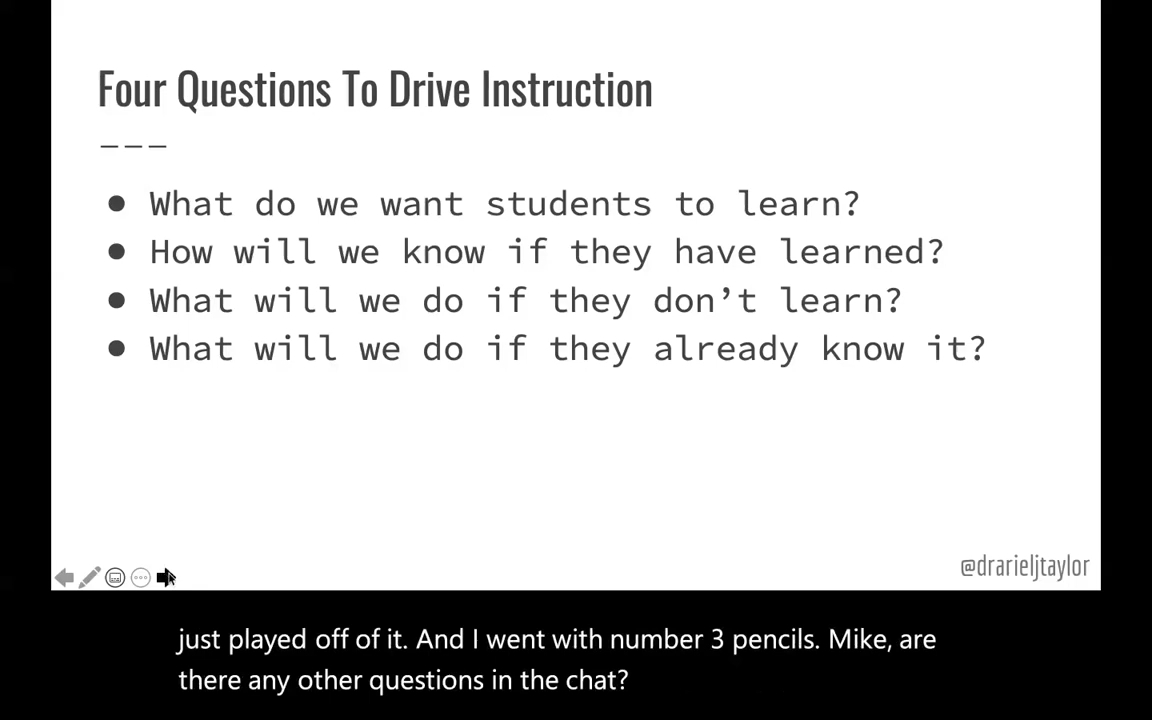 Four Questions To Drive Instruction
———
● What do we want students to learn?
● How will we know if they have learned?
● What will we do if they don’t learn?
● What will we do if they already know it?
@drarieljtaylor
just played off of it. And I went with number 3 pencils. Mike, are
there any other questions in the chat?